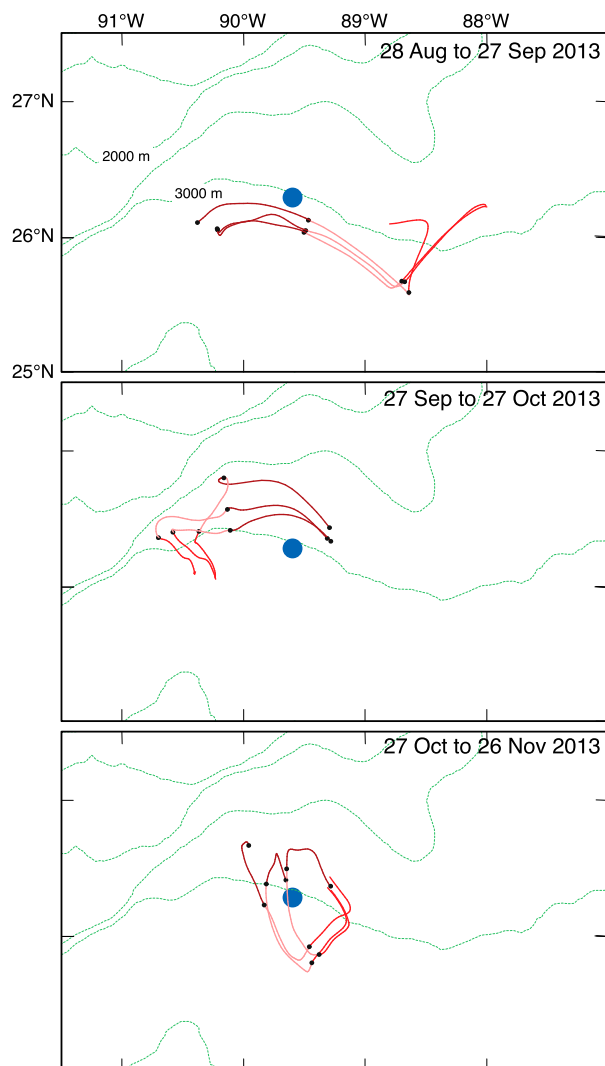 91°W 90°W 89°W 88°W
28 Aug to 27 Sep 2013
27°N
2000 m
3000 m
26°N
25°N
27 Sep to 27 Oct 2013
27 Oct to 26 Nov 2013